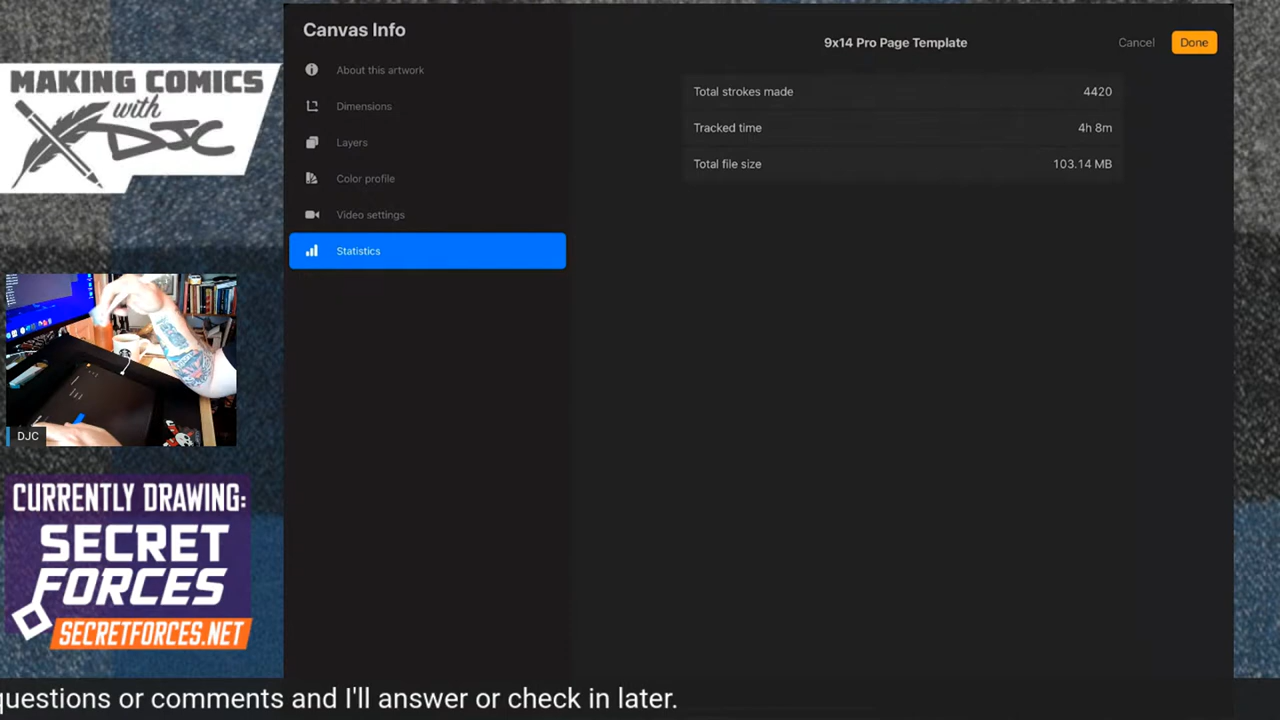 MAKING COMICS
with
DJC
DJC
CURRENTLY DRAWING:
SECRET
FORCES
SECRETFORCES.NET
Canvas Info
About this artwork
Dimensions
Layers
Color profile
Video settings
Statistics
9x14 Pro Page Template
Cancel
Done
Total strokes made 4420
Tracked time 4h 8m
Total file size 103.14 MB
questions or comments and I'll answer or check in later.